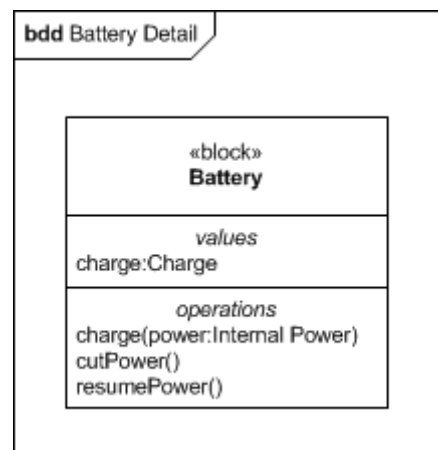 bdd Battery Detail
«block»
Battery
values
charge:Charge
operations
charge(power:Internal Power)
cutPower()
resumePower()